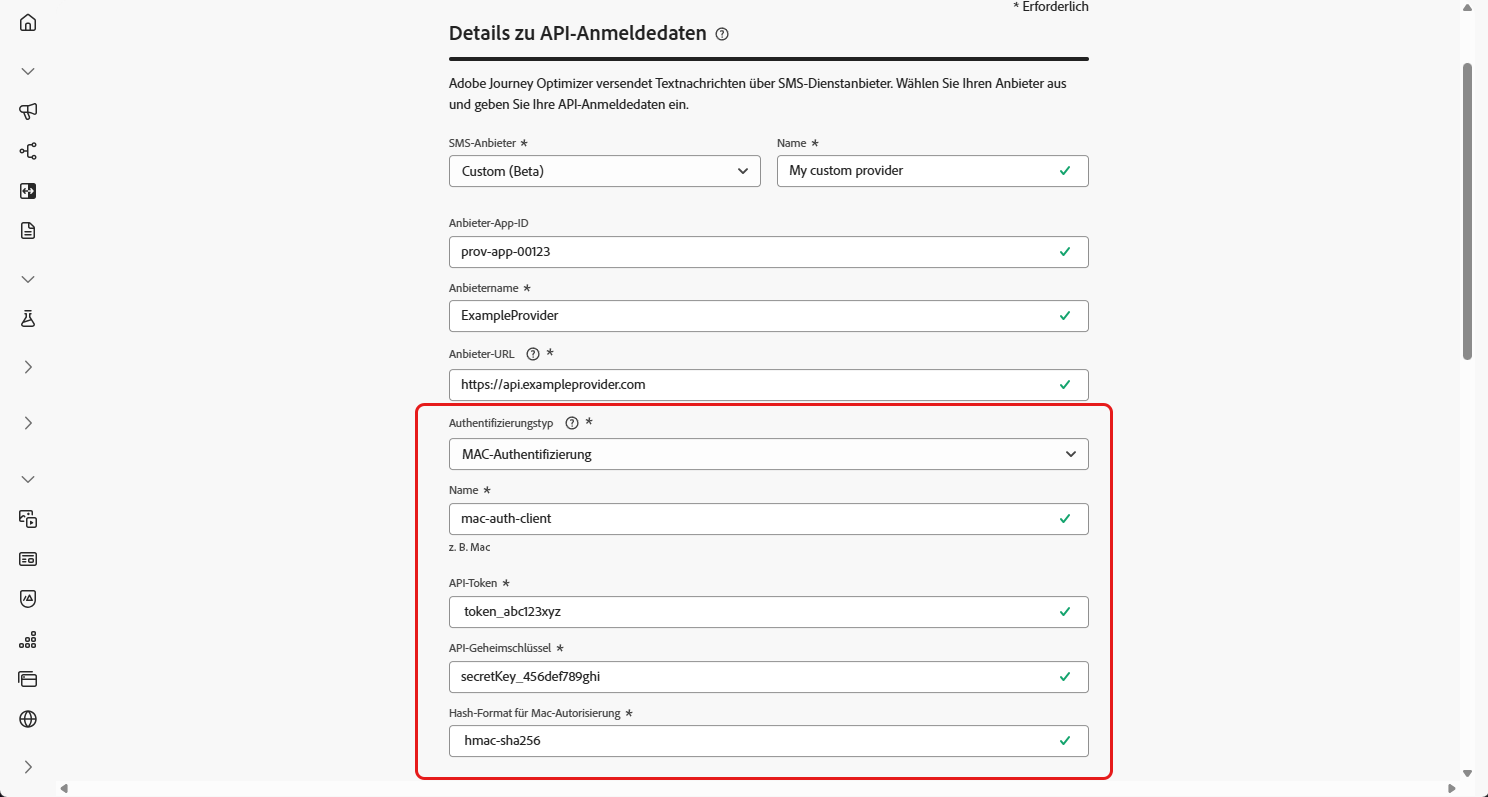 * Erforderlich
Details zu API-Anmeldedaten
Adobe Journey Optimizer versendet Textnachrichten über SMS-Dienstanbieter. Wählen Sie Ihren Anbieter aus
und geben Sie Ihre API-Anmeldedaten ein.
SMS-Anbieter * Name *
Custom (Beta) My custom provider
Anbieter-App-ID
prov-app-00123
Anbietername *
ExampleProvider
Anbieter-URL *
https://api.exampleprovider.com
Authentifizierungstyp *
MAC-Authentifizierung
Name *
mac-auth-client
z. B. Mac
API-Token *
token_abc123xyz
API-Geheimschlüssel *
secretKey_456def789ghi
Hash-Format für Mac-Autorisierung *
hmac-sha256